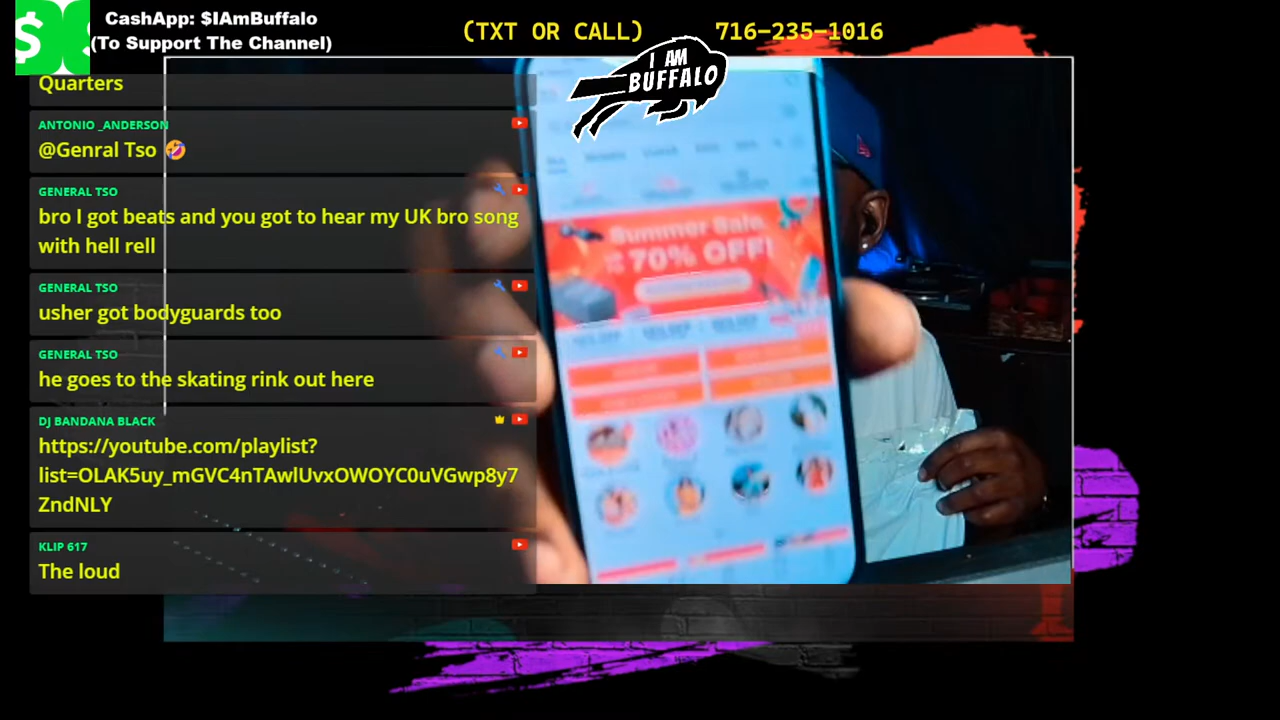 CashApp: $IAmBuffalo
(To Support The Channel)
(TXT OR CALL) 716-235-1016
I AM
BUFFALO
Quarters
ANTONIO _ANDERSON
@Genral Tso 🤣
GENERAL TSO
bro I got beats and you got to hear my UK bro song
with hell rell
GENERAL TSO
usher got bodyguards too
GENERAL TSO
he goes to the skating rink out here
DJ BANDANA BLACK
https://youtube.com/playlist?
list=OLAK5uy_mGVC4nTAwlUvxOWOYC0uVGwp8y7
ZndNLY
KLIP 617
The loud
Summer Sale
70% OFF!